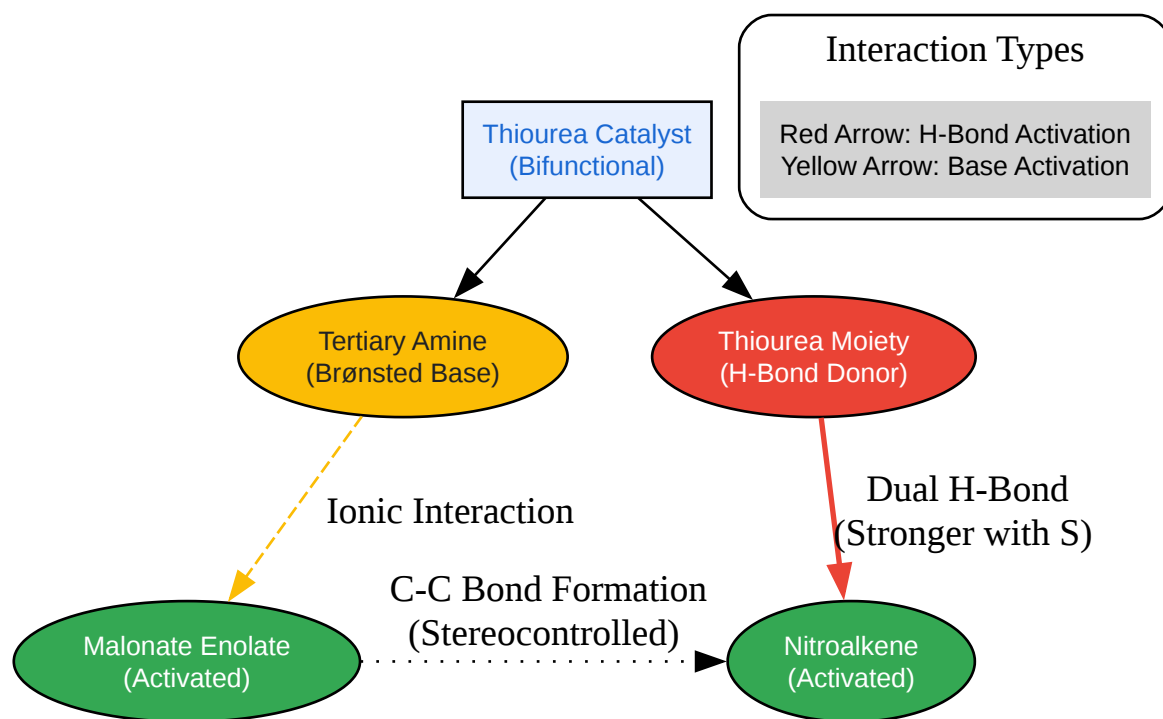 Interaction Types
Red Arrow: H-Bond Activation
Yellow Arrow: Base Activation
Thiourea Catalyst
(Bifunctional)
Tertiary Amine
(Brønsted Base)
Thiourea Moiety
(H-Bond Donor)
Ionic Interaction
Dual H-Bond
(Stronger with S)
C-C Bond Formation
(Stereocontrolled)
Malonate Enolate
(Activated)
Nitroalkene
(Activated)